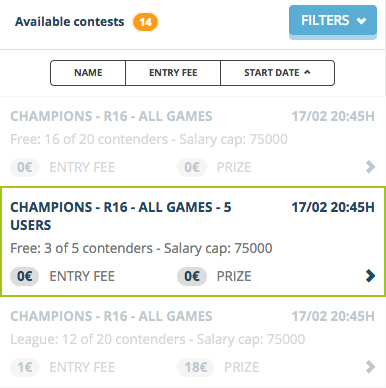 Available contests 14 FILTERS
NAME ENTRY FEE START DATE
CHAMPIONS - R16 - ALL GAMES 17/02 20:45H
Free: 16 of 20 contenders - Salary cap: 75000
0€ ENTRY FEE 0€ PRIZE
CHAMPIONS - R16 - ALL GAMES - 5 17/02 20:45H
USERS
Free: 3 of 5 contenders - Salary cap: 75000
0€ ENTRY FEE 0€ PRIZE
CHAMPIONS - R16 - ALL GAMES 17/02 20:45H
League: 12 of 20 contenders - Salary cap: 75000
1€ ENTRY FEE 18€ PRIZE